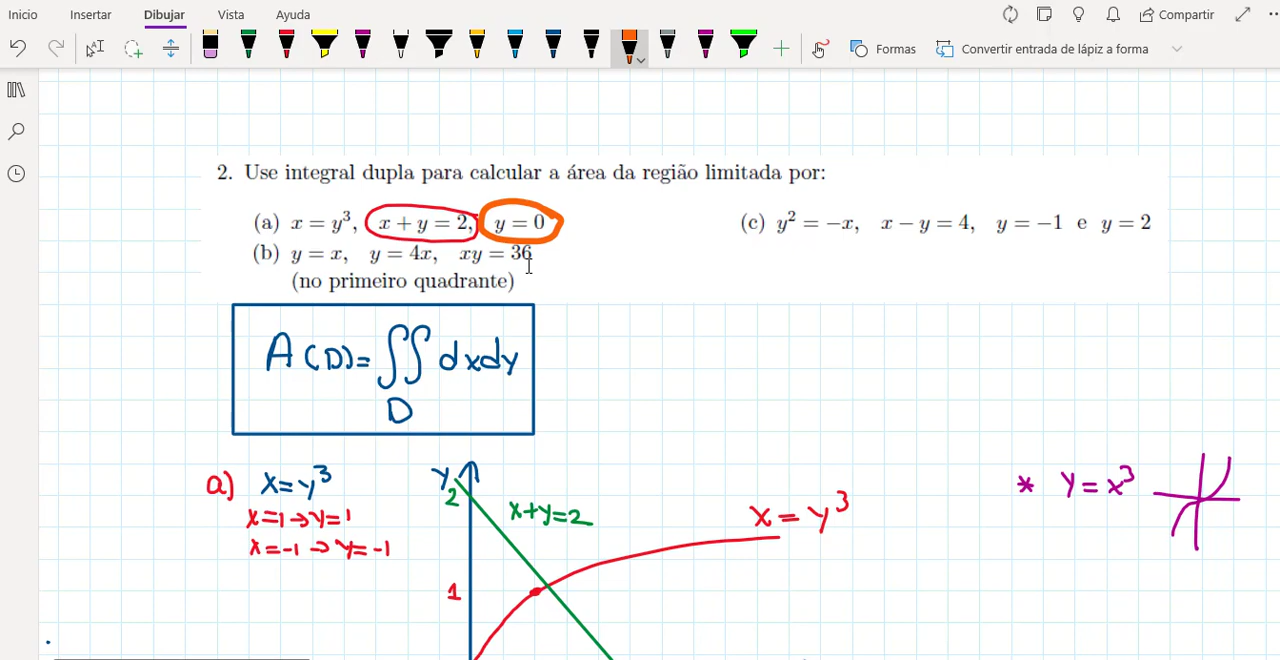 Inicio Insertar Dibujar Vista Ayuda Compartir
Formas Convertir entrada de lápiz a forma
2. Use integral dupla para calcular a área da região limitada por:
(a) x = y³, x + y = 2, y = 0
(c) y² = −x, x − y = 4, y = −1 e y = 2
(b) y = x, y = 4x, xy = 36
(no primeiro quadrante)
A(D)= ∬ dxdy
D
a) x=y³
x=1→y=1
x=-1→y=-1
y
2
x+y=2
x=y³
1
* y=x³